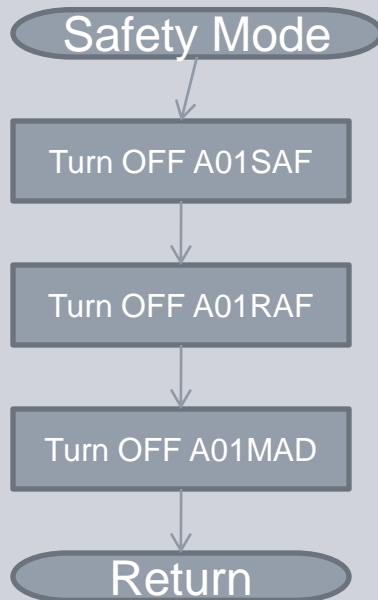 Safety Mode
Turn OFF A01SAF
Turn OFF A01RAF
Turn OFF A01MAD
Return